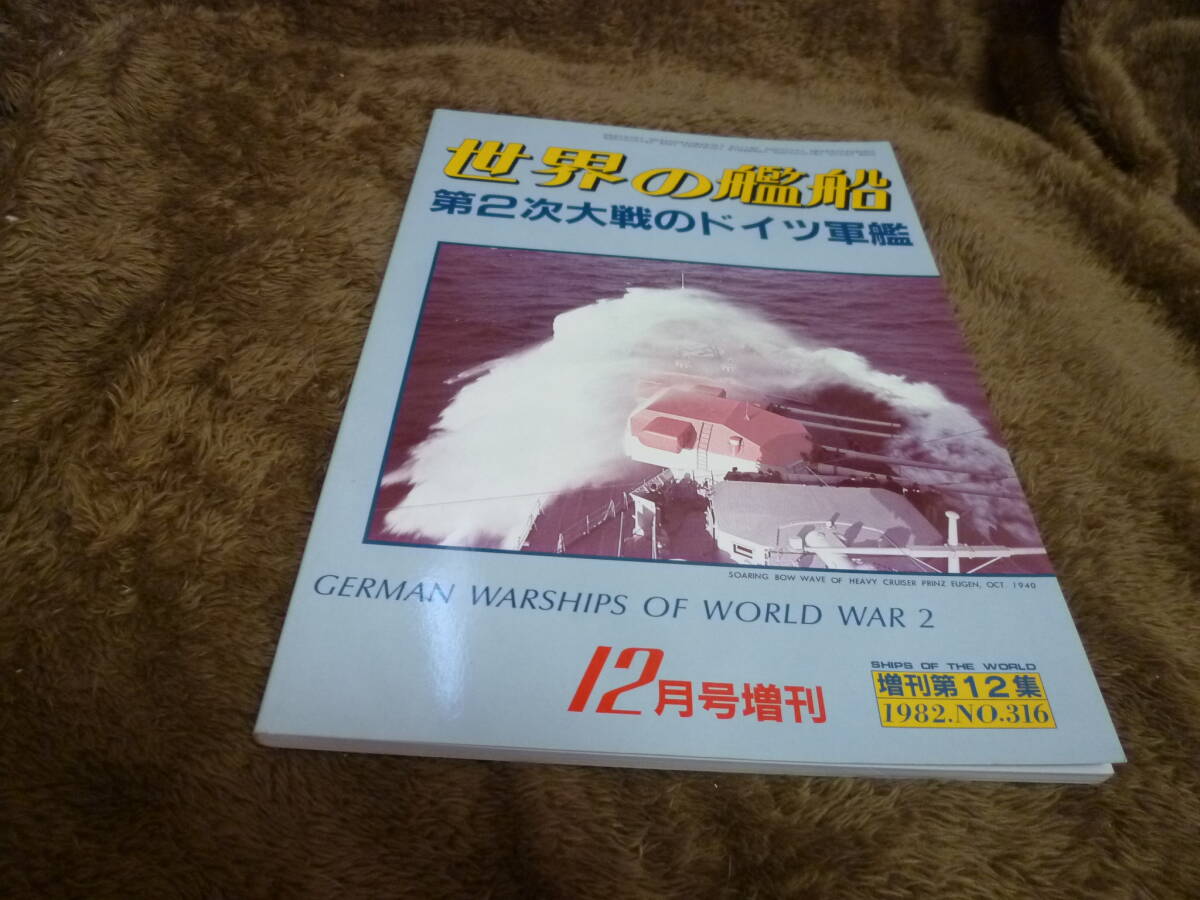 世界の艦船
第2次大戦のドイツ軍艦
SOARING BOW WAVE OF HEAVY CRUISER PRINZ EUGEN, OCT. 1940
GERMAN WARSHIPS OF WORLD WAR 2
12月号増刊
SHIPS OF THE WORLD
増刊第12集
1982.NO.316